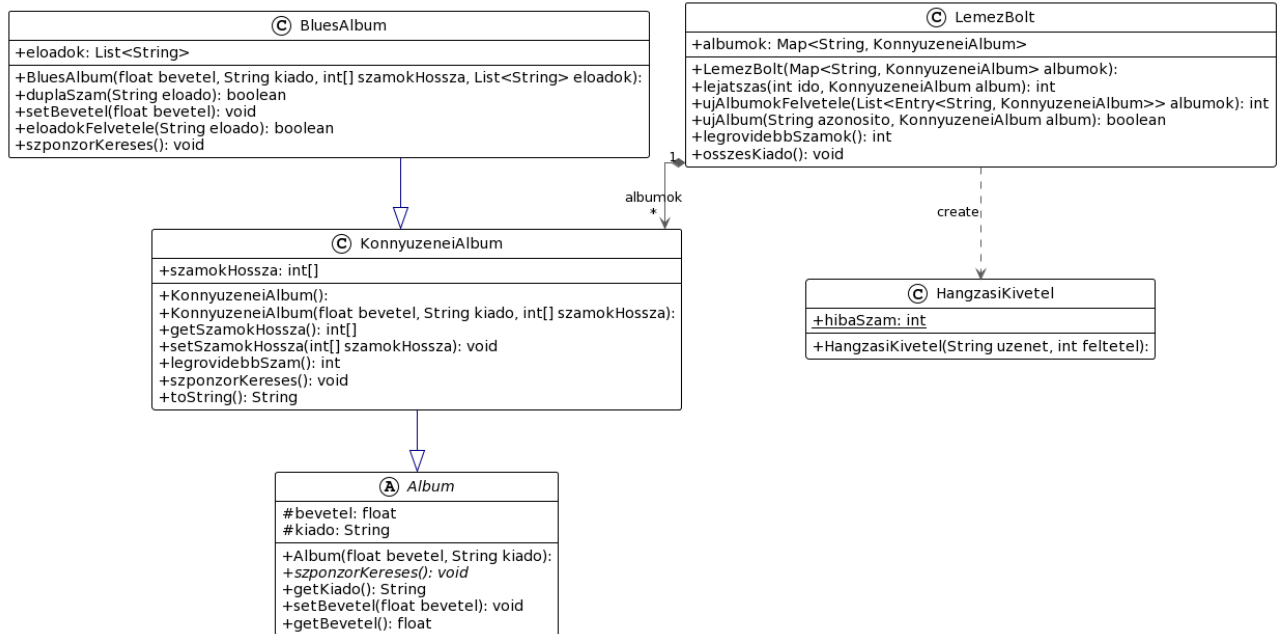 C BluesAlbum
+eloadok: List<String>
+BluesAlbum(float bevetel, String kiado, int[] szamokHossza, List<String> eloadok):
+duplaSzam(String eloado): boolean
+setBevetel(float bevetel): void
+eloadokFelvetele(String eloado): boolean
+szponzorKereses(): void
C LemezBolt
+albumok: Map<String, KonnyuzeneiAlbum>
+LemezBolt(Map<String, KonnyuzeneiAlbum> albumok):
+lejatszas(int ido, KonnyuzeneiAlbum album): int
+ujAlbumokFelvetele(List<Entry<String, KonnyuzeneiAlbum>> albumok): int
+ujAlbum(String azonosito, KonnyuzeneiAlbum album): boolean
+legrovidebbSzamok(): int
+osszesKiado(): void
1
albumok
*
create
C KonnyuzeneiAlbum
+szamokHossza: int[]
+KonnyuzeneiAlbum():
+KonnyuzeneiAlbum(float bevetel, String kiado, int[] szamokHossza):
+getSzamokHossza(): int[]
+setSzamokHossza(int[] szamokHossza): void
+legrovidebbSzam(): int
+szponzorKereses(): void
+toString(): String
C HangzasiKivetel
+hibaSzam: int
+HangzasiKivetel(String uzenet, int feltetel):
A Album
#bevetel: float
#kiado: String
+Album(float bevetel, String kiado):
+szponzorKereses(): void
+getKiado(): String
+setBevetel(float bevetel): void
+getBevetel(): float